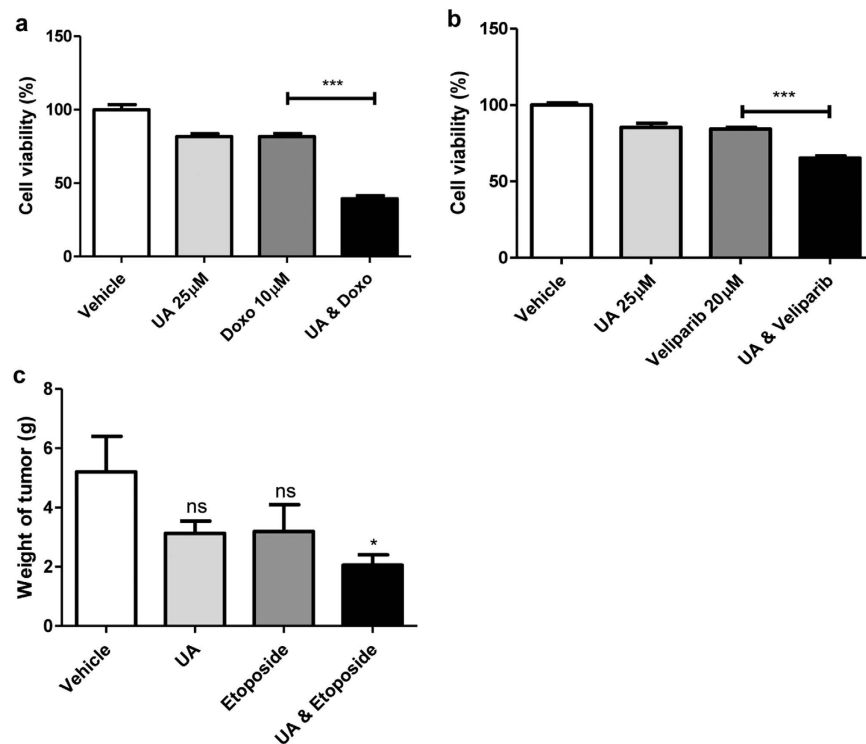 a
Cell viability (%)
150
100
50
0
***
Vehicle
UA 25μM
Doxo 10μM
UA & Doxo
b
Cell viability (%)
150
100
50
0
***
Vehicle
UA 25μM
Veliparib 20μM
UA & Veliparib
c
Weight of tumor (g)
8
6
4
2
0
ns
ns
*
Vehicle
UA
Etoposide
UA & Etoposide